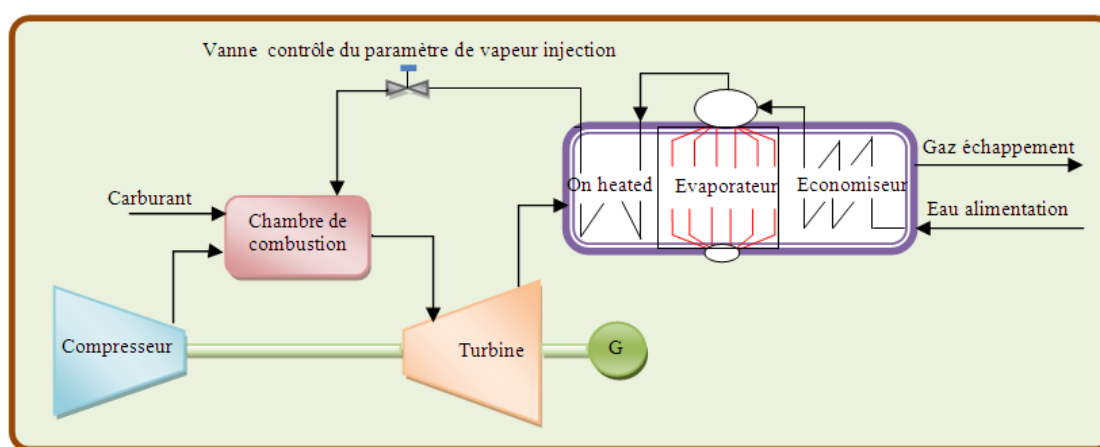 Vanne contrôle du paramètre de vapeur injection
Gaz échappement
On heated
Evaporateur
Economiseur
Carburant
Chambre de
combustion
Eau alimentation
Compresseur
Turbine
G